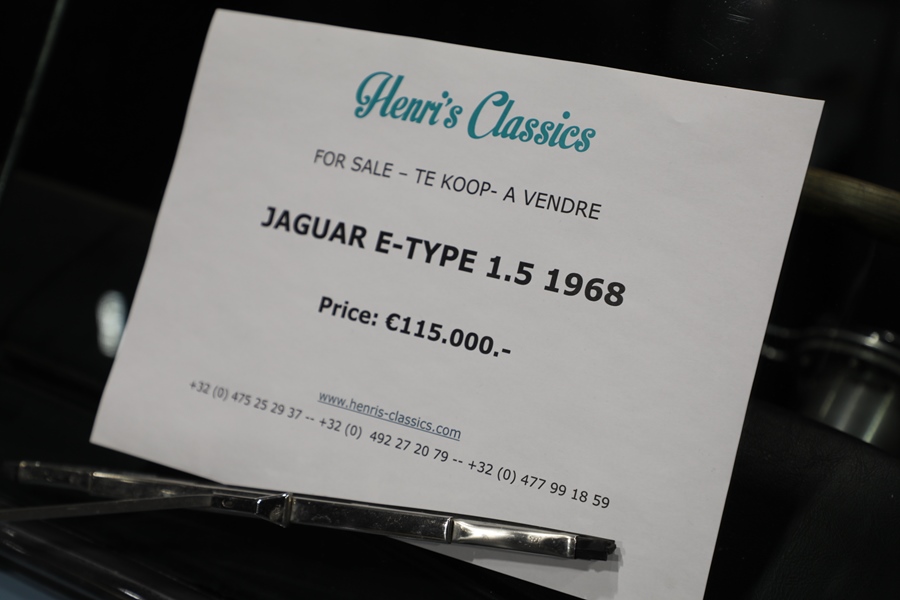 Henri's Classics
FOR SALE – TE KOOP- A VENDRE
JAGUAR E-TYPE 1.5 1968
Price: €115.000.-
www.henris-classics.com
+32 (0) 475 25 29 37 -- +32 (0)  492 27 20 79 -- +32 (0) 477 99 18 59